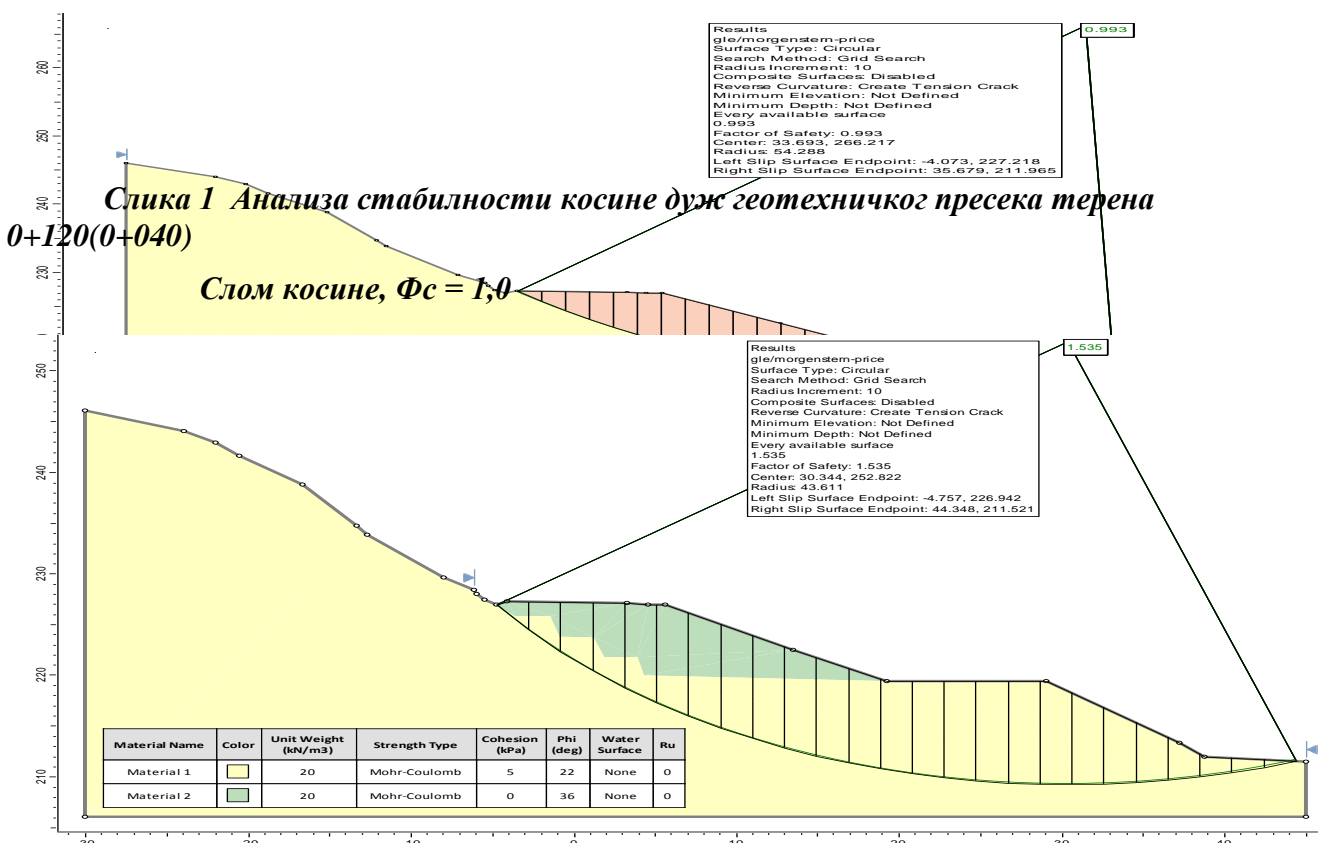 Results
gle/morgenstern-price
Surface Type: Circular
Search Method: Grid Search
Radius Increment: 10
Composite Surfaces: Disabled
Reverse Curvature: Create Tension Crack
Minimum Elevation: Not Defined
Minimum Depth: Not Defined
Every available surface
0.993
Factor of Safety: 0.993
Center: 33.693, 266.217
Radius: 54.288
Left Slip Surface Endpoint: -4.073, 227.218
Right Slip Surface Endpoint: 35.679, 211.965
0.993
260
250
240
230
Слика 1 Анализа стабилности косине дуж геотехничког пресека терена
0+120(0+040)
Слом косине, Фс = 1,0
Results
gle/morgenstern-price
Surface Type: Circular
Search Method: Grid Search
Radius Increment: 10
Composite Surfaces: Disabled
Reverse Curvature: Create Tension Crack
Minimum Elevation: Not Defined
Minimum Depth: Not Defined
Every available surface
1.535
Factor of Safety: 1.535
Center: 30.344, 252.822
Radius: 43.611
Left Slip Surface Endpoint: -4.757, 226.942
Right Slip Surface Endpoint: 44.348, 211.521
1.535
250
240
230
220
210
Material Name Color Unit Weight (kN/m3) Strength Type Cohesion (kPa) Phi (deg) Water Surface Ru
Material 1 20 Mohr-Coulomb 5 22 None 0
Material 2 20 Mohr-Coulomb 0 36 None 0